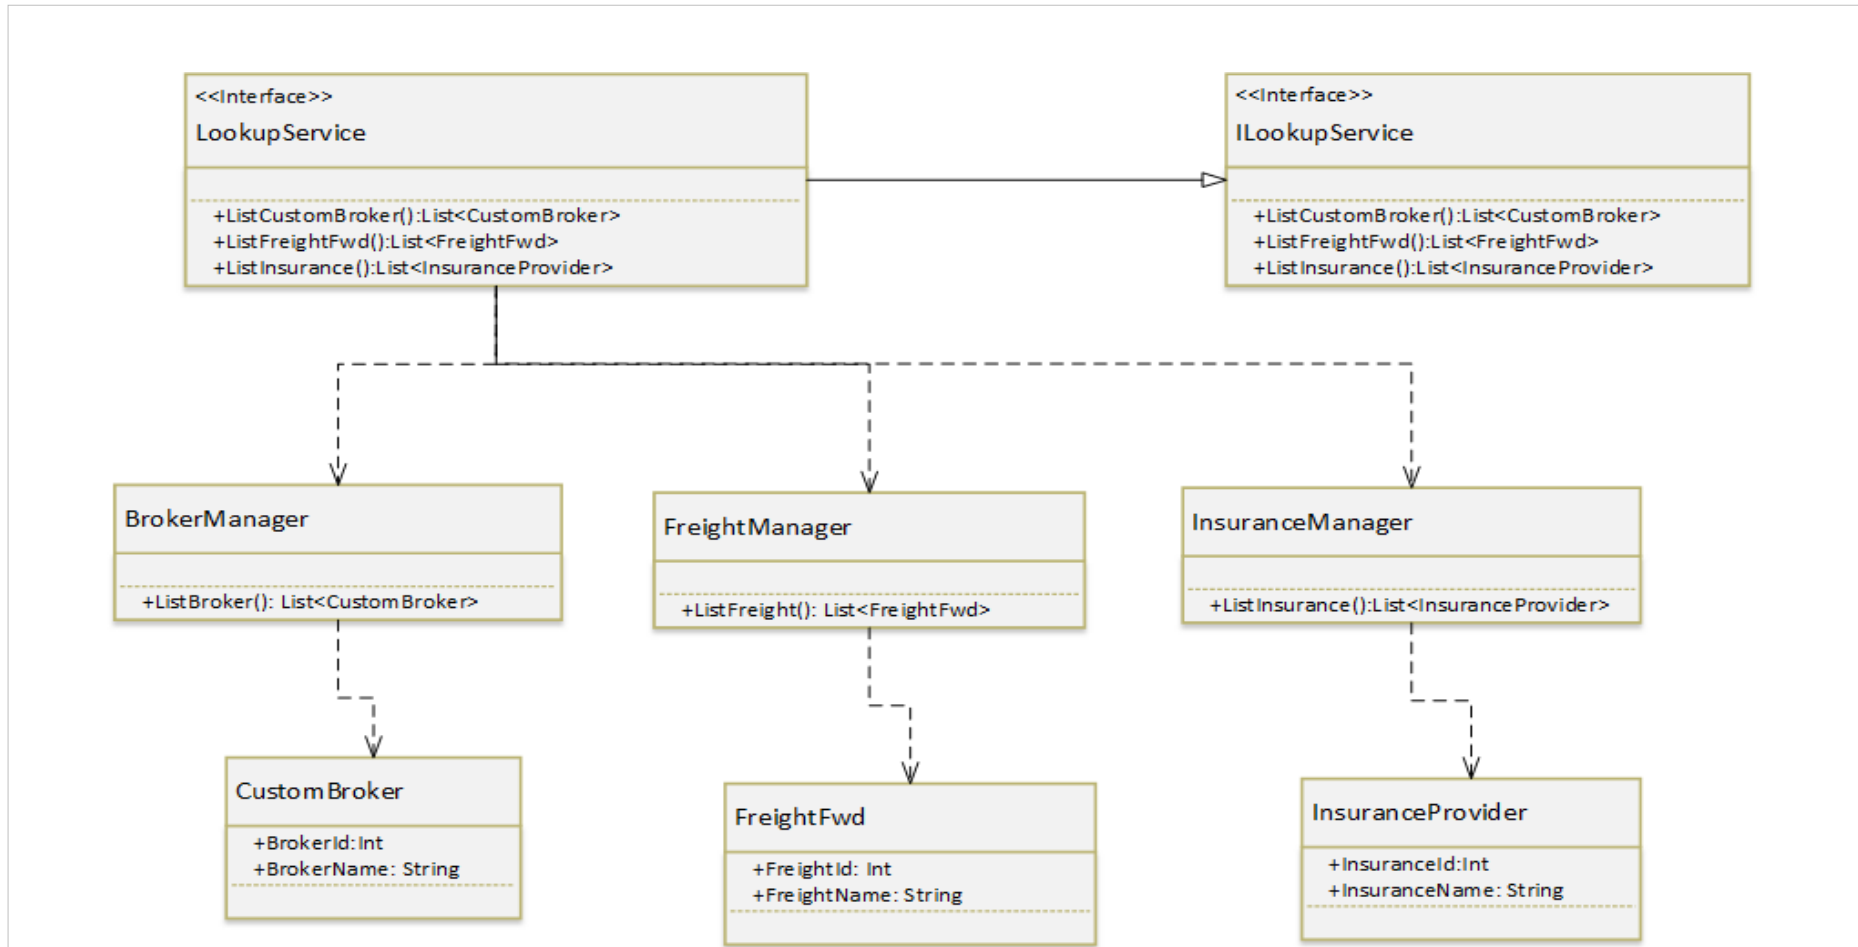 <<Interface>>
LookupService
+ListCustomBroker():List<CustomBroker>
+ListFreightFwd():List<FreightFwd>
+ListInsurance():List<InsuranceProvider>
<<Interface>>
ILookupService
+ListCustomBroker():List<CustomBroker>
+ListFreightFwd():List<FreightFwd>
+ListInsurance():List<InsuranceProvider>
BrokerManager
+ListBroker(): List<CustomBroker>
FreightManager
+ListFreight(): List<FreightFwd>
InsuranceManager
+ListInsurance():List<InsuranceProvider>
CustomBroker
+BrokerId:Int
+BrokerName: String
FreightFwd
+FreightId: Int
+FreightName: String
InsuranceProvider
+InsuranceId:Int
+InsuranceName: String